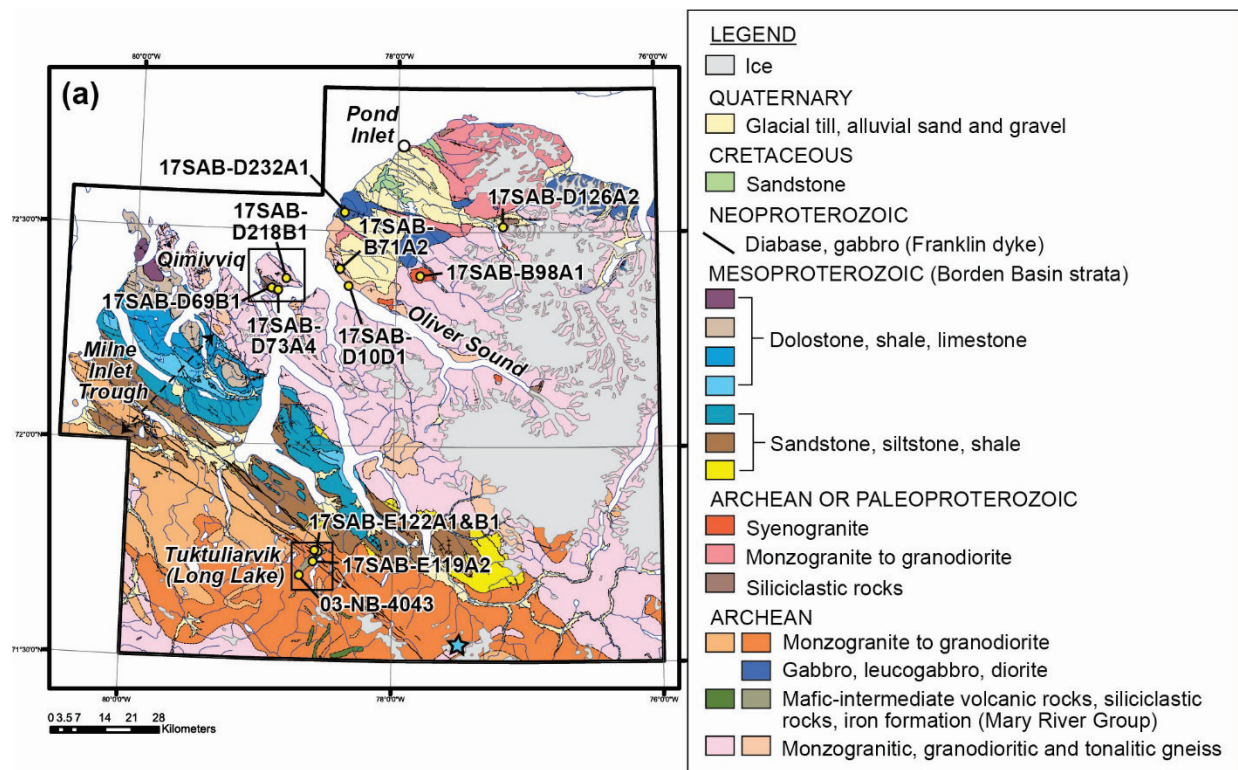 (a)
80°0'0"W
78°0'0"W
76°0'0"W
Pond
Inlet
17SAB-D232A1
17SAB-D126A2
72°30'0"N
17SAB-
D218B1
17SAB-
B71A2
Qimivviq
17SAB-B98A1
17SAB-D69B1
17SAB-
D73A4
17SAB-
D10D1
Oliver Sound
Milne
Inlet
Trough
72°0'0"N
17SAB-E122A1&B1
Tuktuliarvik
(Long Lake)
17SAB-E119A2
03-NB-4043
71°30'0"N
80°0'0"W
78°0'0"W
76°0'0"W
0 3.5 7 14 21 28
Kilometers
LEGEND
Ice
QUATERNARY
Glacial till, alluvial sand and gravel
CRETACEOUS
Sandstone
NEOPROTEROZOIC
Diabase, gabbro (Franklin dyke)
MESOPROTEROZOIC (Borden Basin strata)
Dolostone, shale, limestone
Sandstone, siltstone, shale
ARCHEAN OR PALEOPROTEROZOIC
Syenogranite
Monzogranite to granodiorite
Siliciclastic rocks
ARCHEAN
Monzogranite to granodiorite
Gabbro, leucogabbro, diorite
Mafic-intermediate volcanic rocks, siliciclastic
rocks, iron formation (Mary River Group)
Monzogranitic, granodioritic and tonalitic gneiss